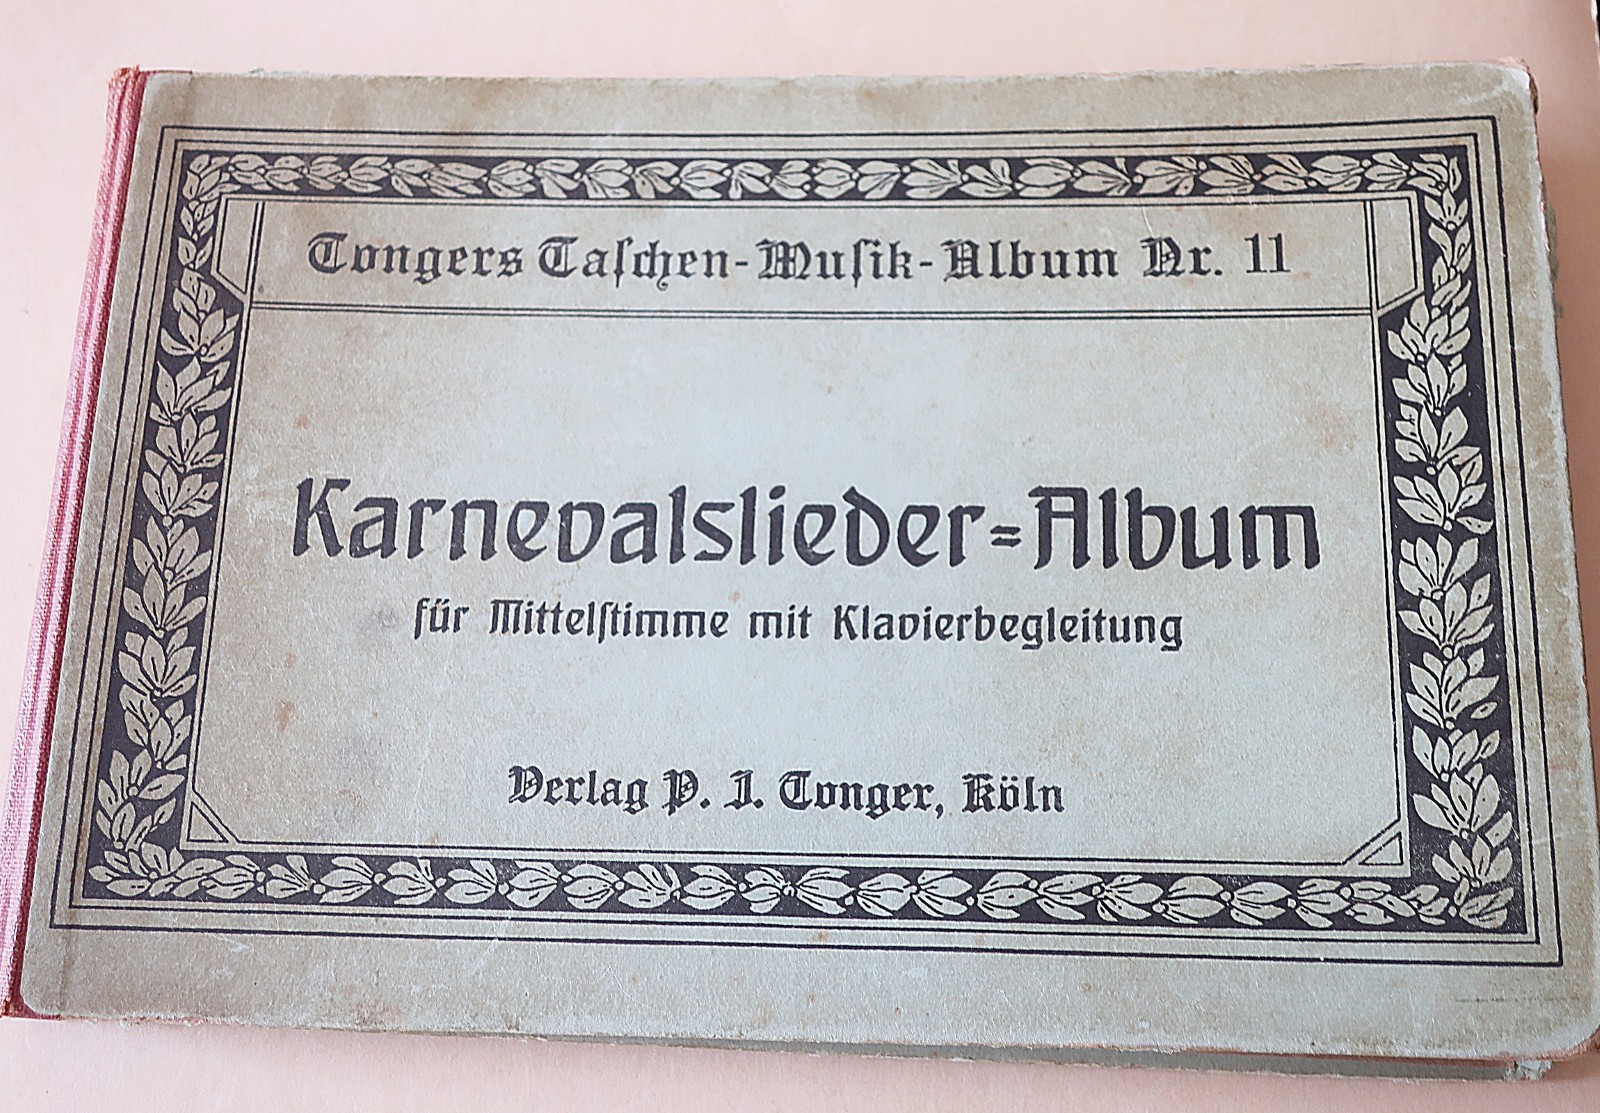 Tongers Taſchen-Muſik-Album Nr. 11
Karnevalslieder=Album
für Mittelſtimme mit Klavierbegleitung
Verlag P. J. Tonger, Köln